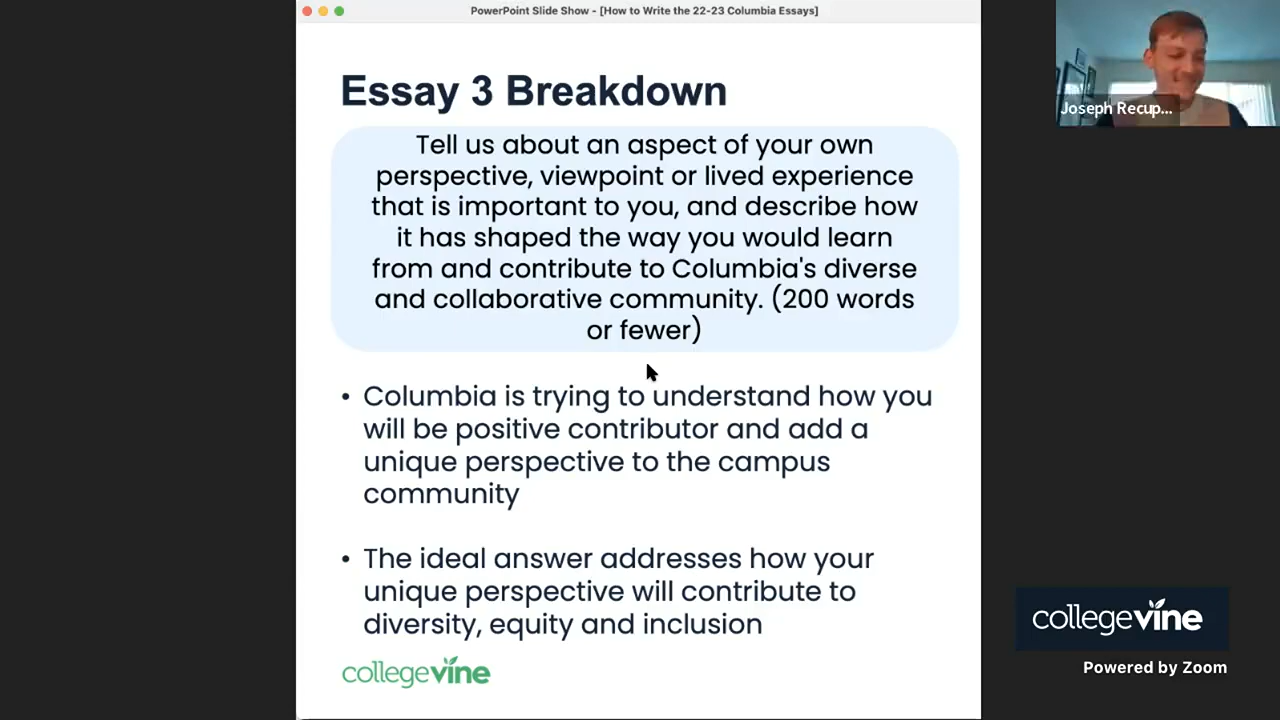 PowerPoint Slide Show - [How to Write the 22-23 Columbia Essays]
Essay 3 Breakdown
Tell us about an aspect of your own
perspective, viewpoint or lived experience
that is important to you, and describe how
it has shaped the way you would learn
from and contribute to Columbia's diverse
and collaborative community. (200 words
or fewer)
• Columbia is trying to understand how you
will be positive contributor and add a
unique perspective to the campus
community
• The ideal answer addresses how your
unique perspective will contribute to
diversity, equity and inclusion
collegevine
Joseph Recup...
collegevine
Powered by Zoom